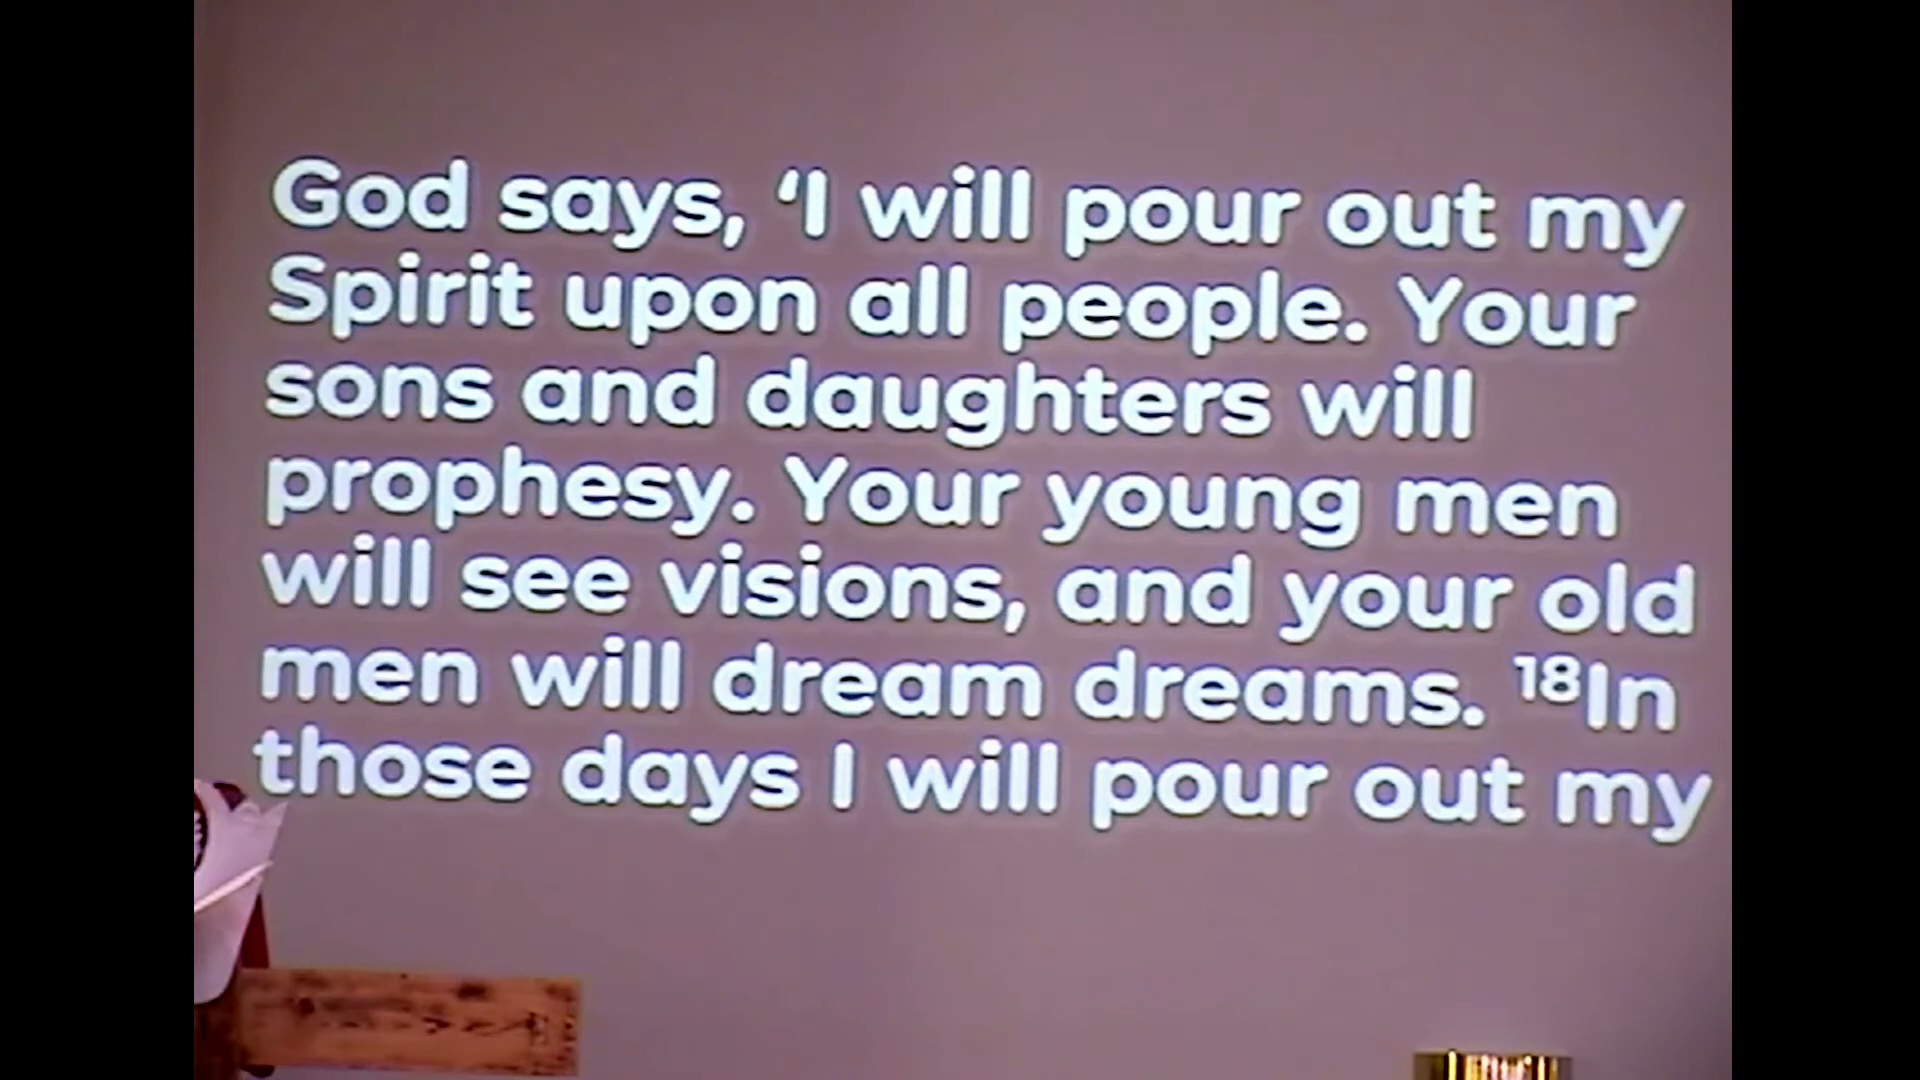 God says, ‘I will pour out my
Spirit upon all people. Your
sons and daughters will
prophesy. Your young men
will see visions, and your old
men will dream dreams. ¹⁸In
those days I will pour out my